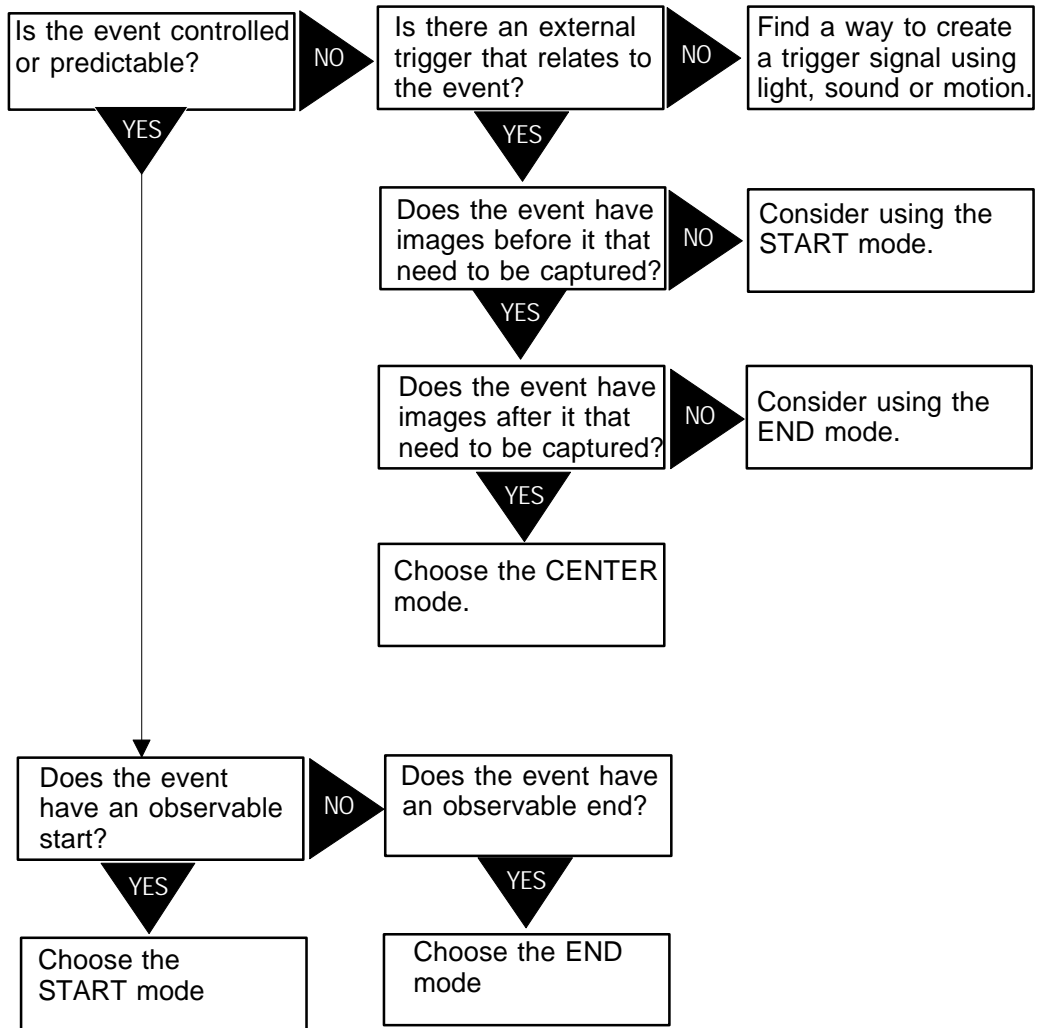 Is the event controlled
or predictable?
NO
Is there an external
trigger that relates to
the event?
NO
Find a way to create
a trigger signal using
light, sound or motion.
YES
YES
Does the event have
images before it that
need to be captured?
NO
Consider using the
START mode.
YES
Does the event have
images after it that
need to be captured?
NO
Consider using the
END mode.
YES
Choose the CENTER
mode.
Does the event
have an observable
start?
NO
Does the event have
an observable end?
YES
YES
Choose the
START mode
Choose the END
mode